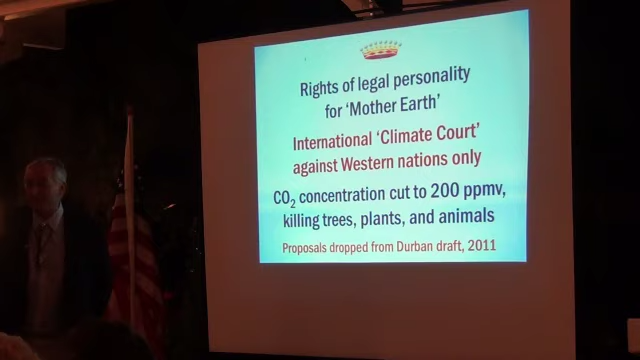 Rights of legal personality
for ‘Mother Earth’
International ‘Climate Court’
against Western nations only
CO₂ concentration cut to 200 ppmv,
killing trees, plants, and animals
Proposals dropped from Durban draft, 2011